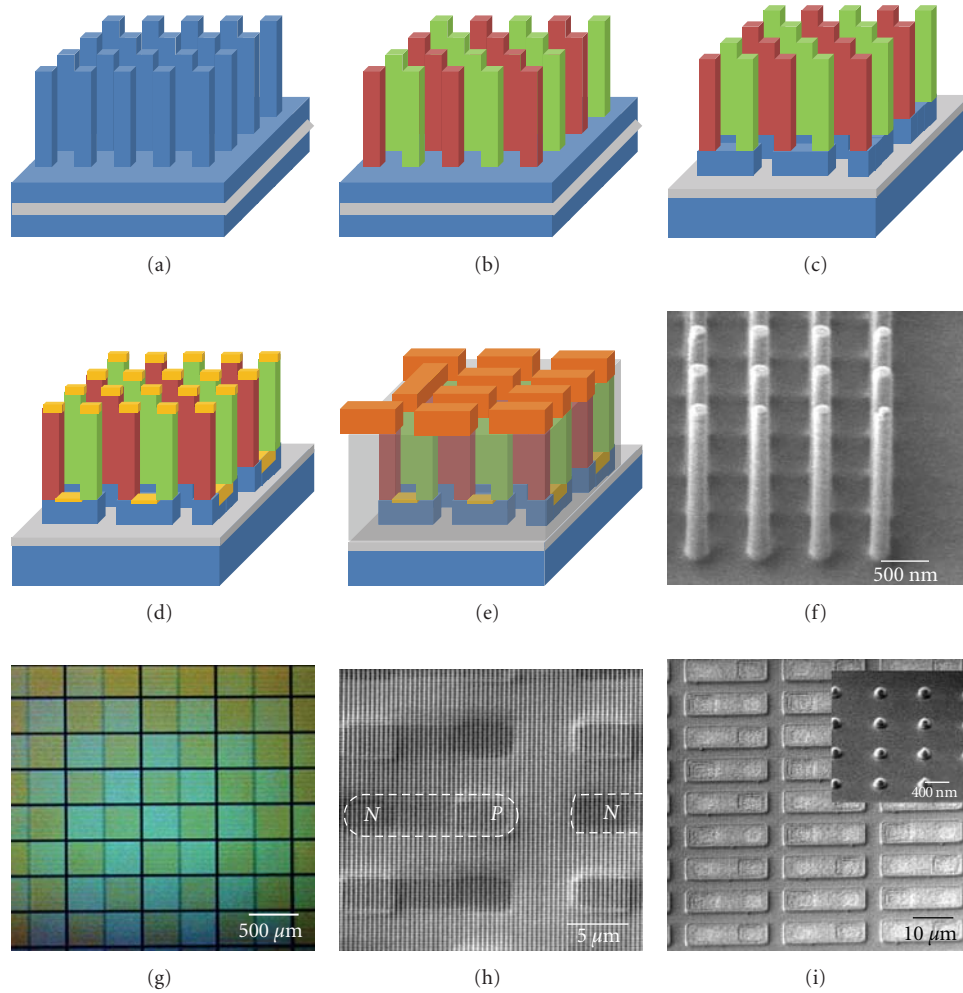 (a)
(b)
(c)
500 nm
(d)
(e)
(f)
500 μm
N
P
N
5 μm
400 nm
10 μm
(g)
(h)
(i)